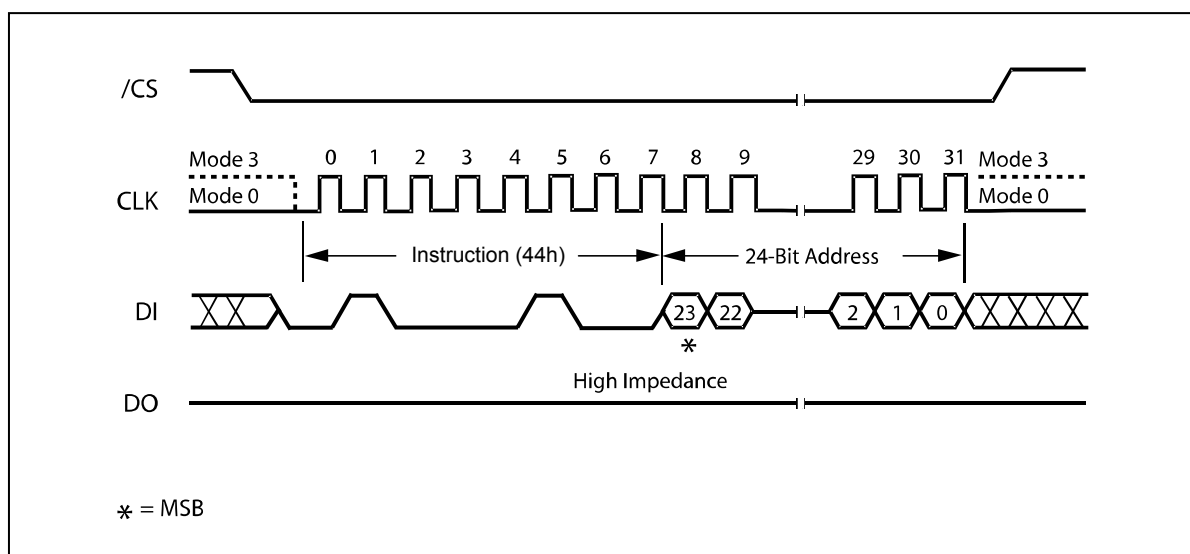 /CS
Mode 3 0 1 2 3 4 5 6 7 8 9 29 30 31 Mode 3
CLK Mode 0 Mode 0
Instruction (44h) 24-Bit Address
DI 23 22 2 1 0
*
High Impedance
DO
* = MSB